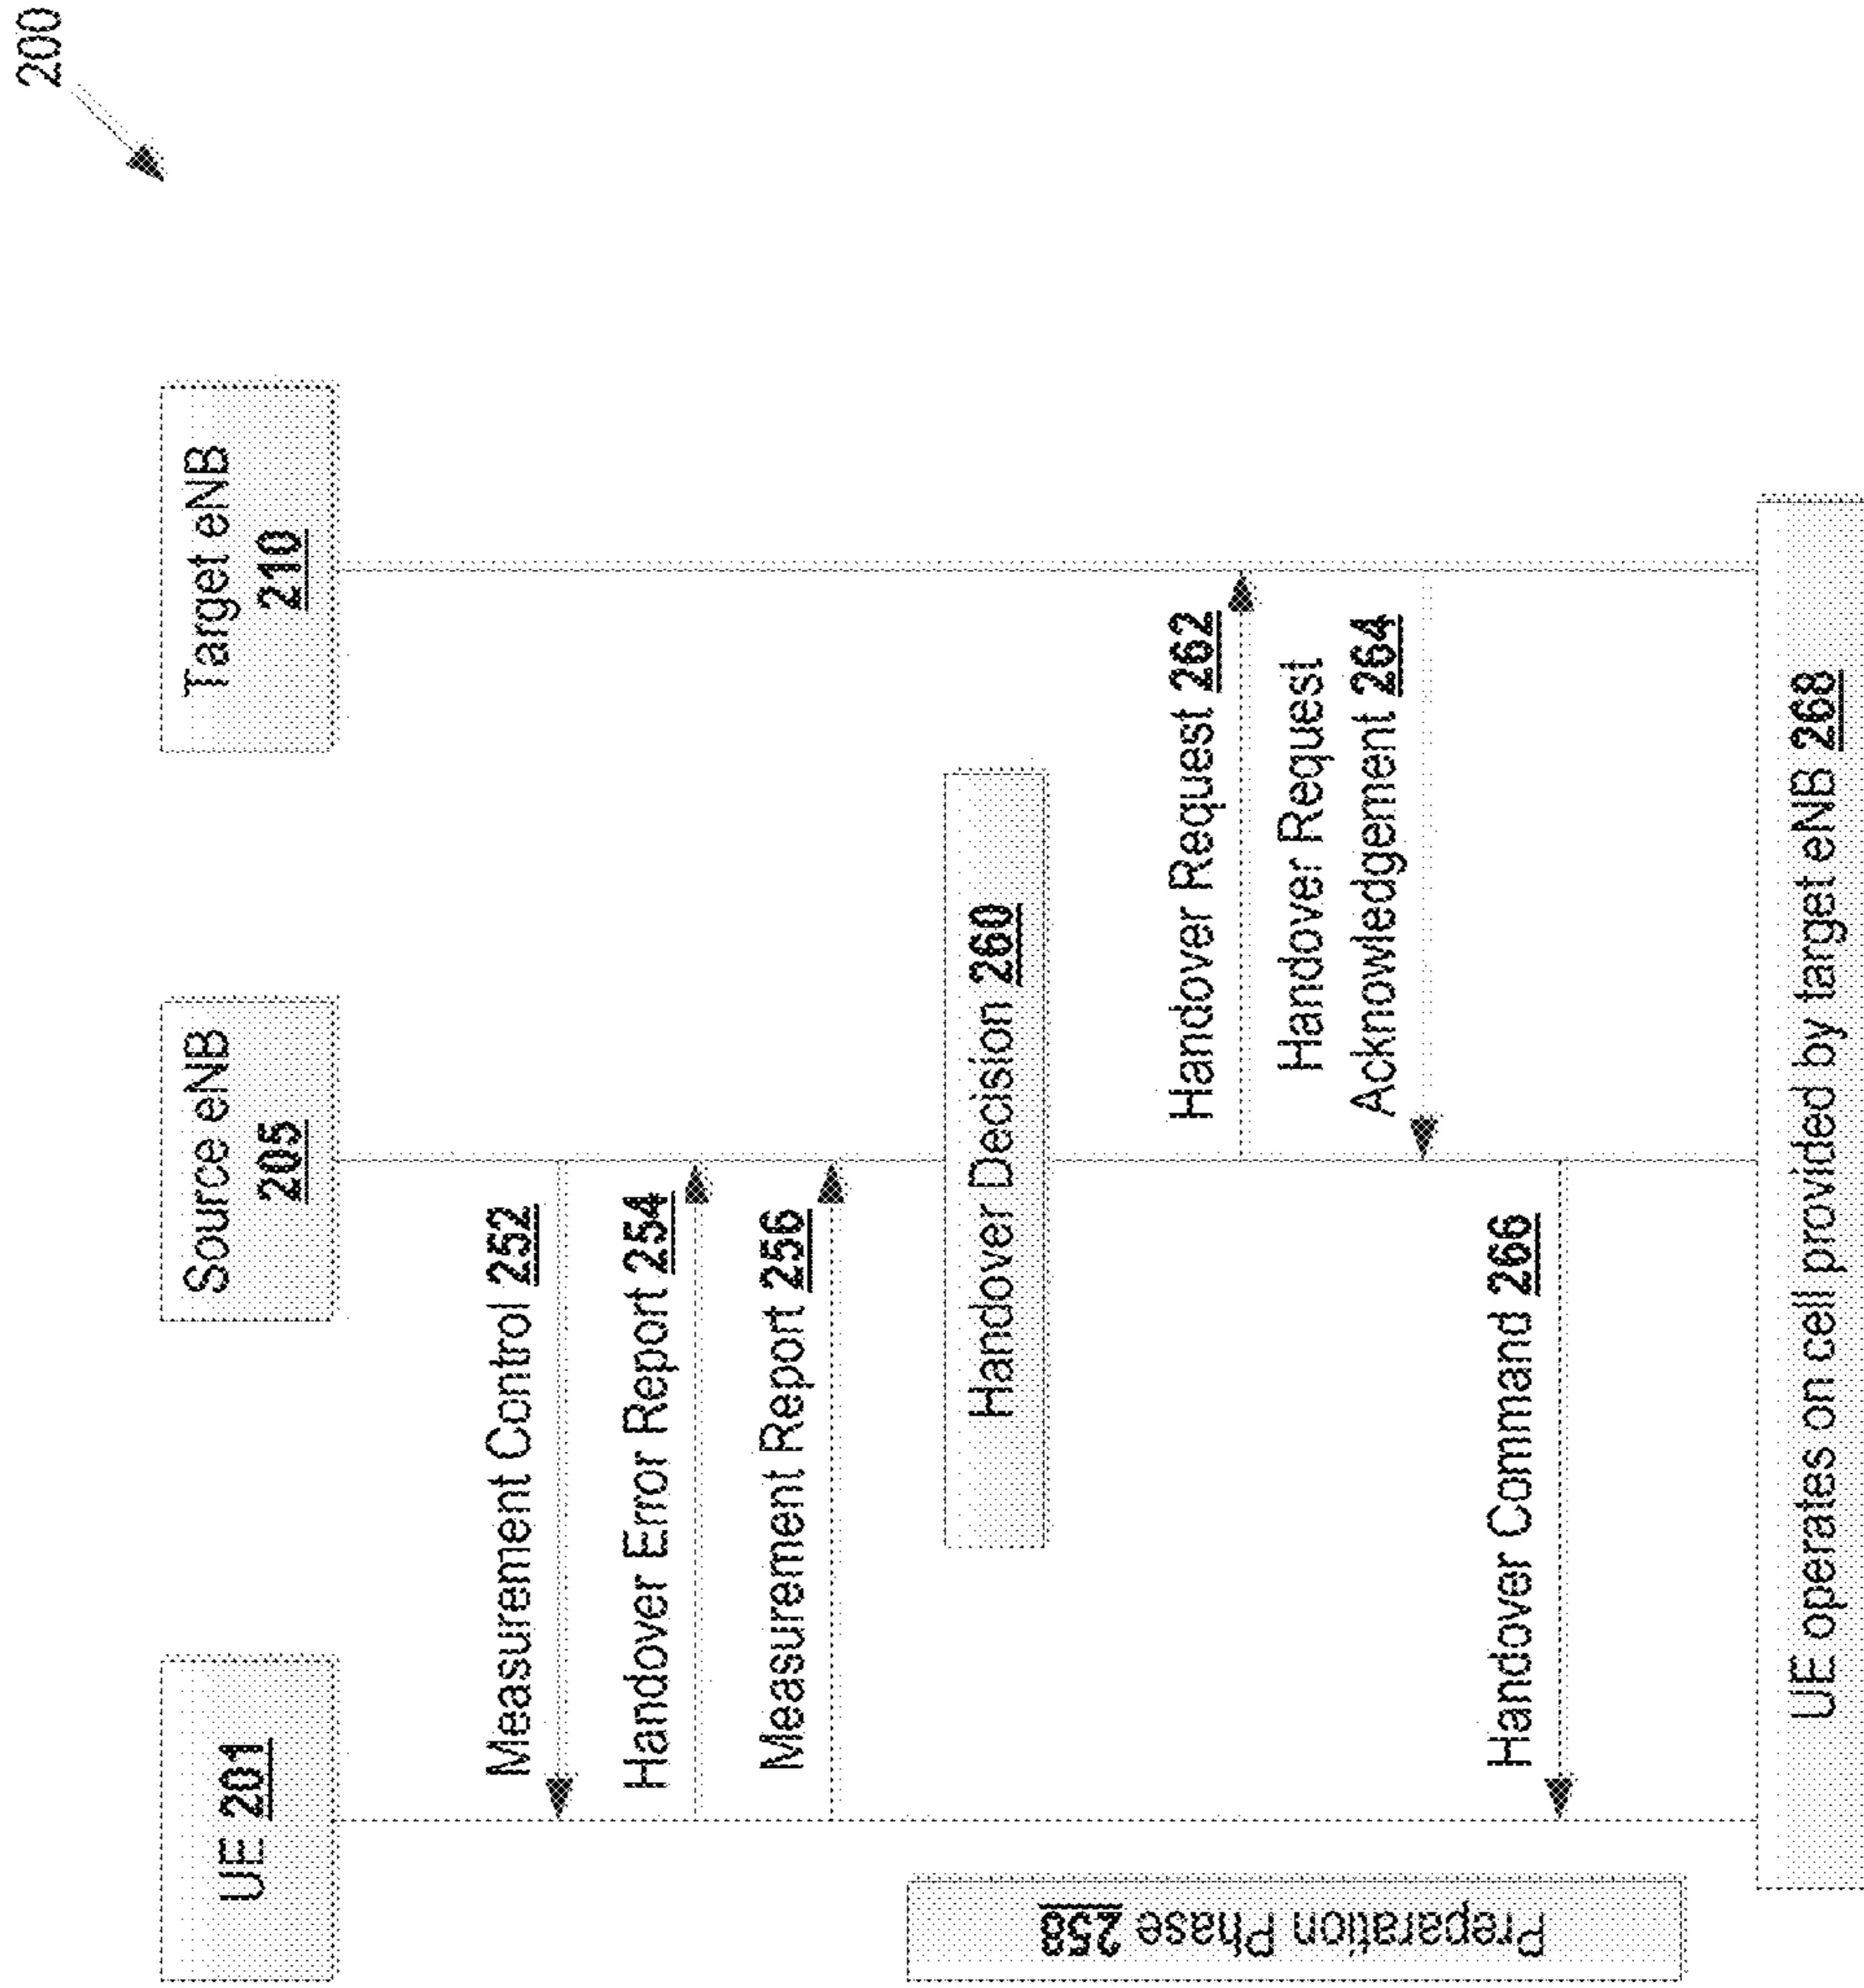 200
UE 201
Source eNB
205
Target eNB
210
Measurement Control 252
Handover Error Report 254
Measurement Report 256
Preparation Phase 258
Handover Decision 260
Handover Request 262
Handover Request
Acknowledgement 264
Handover Command 266
UE operates on cell provided by target eNB 268